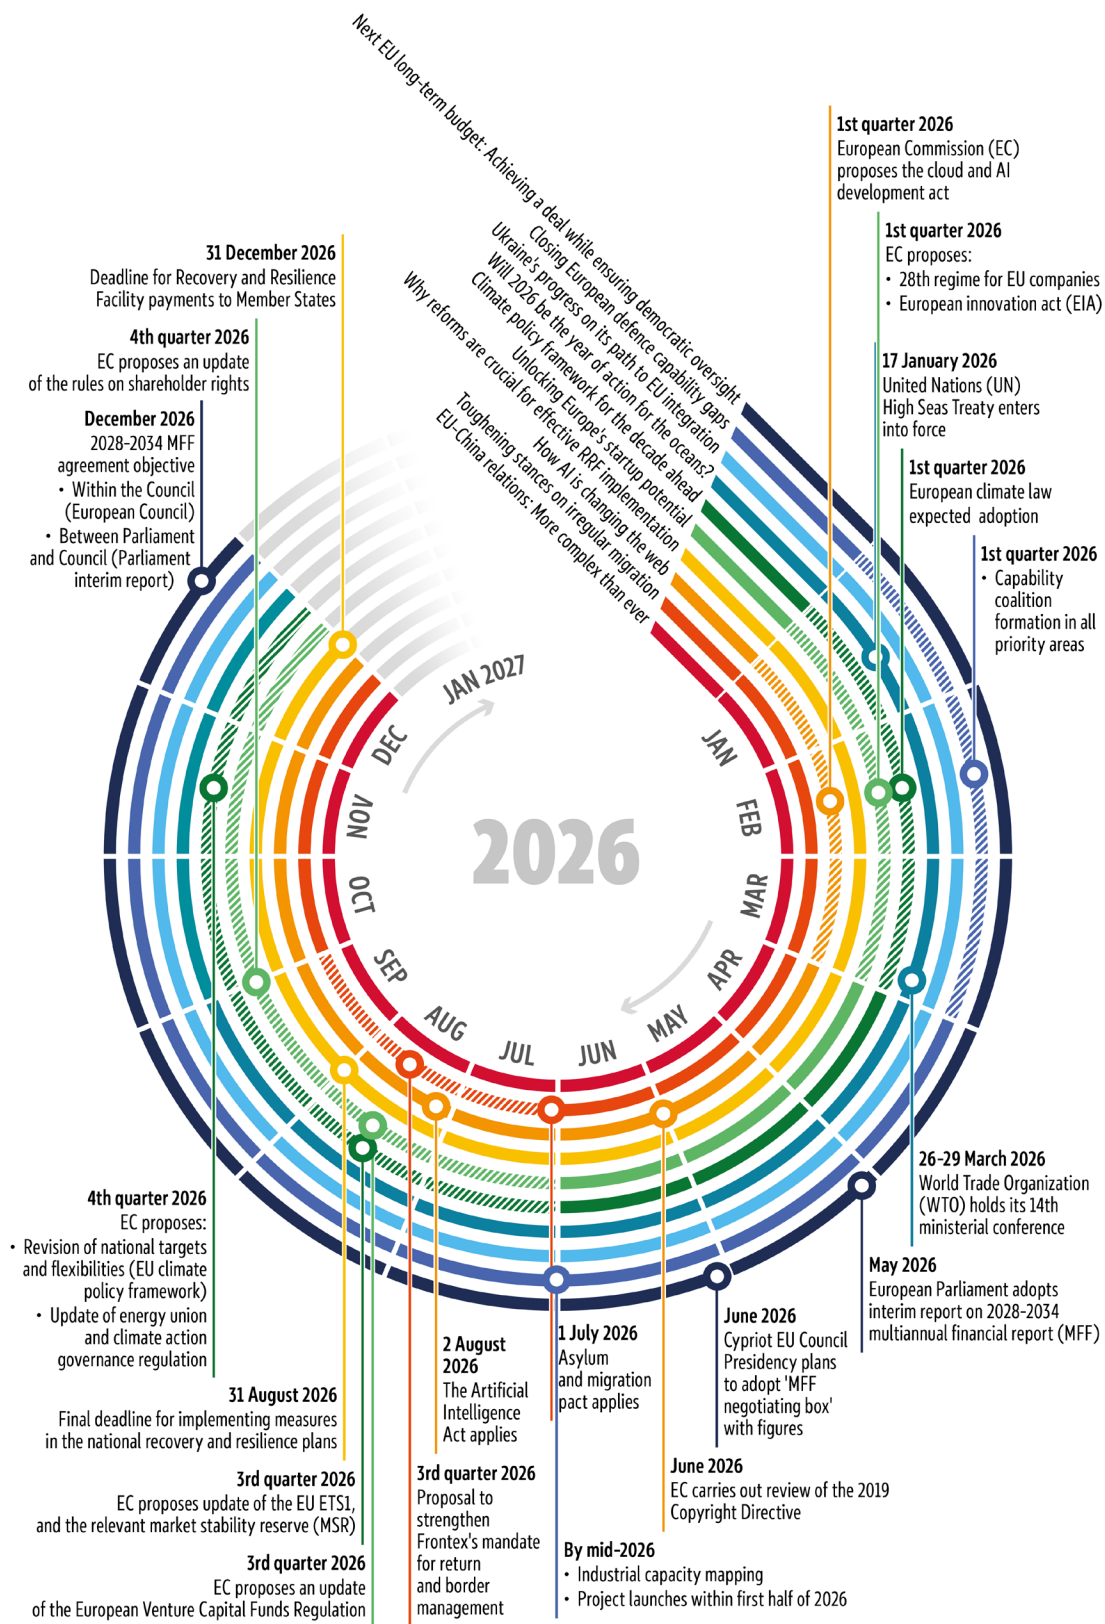 Next EU long-term budget: Achieving a deal while ensuring democratic oversight
Closing European defence capability gaps
Ukraine's progress on its path to EU integration
Will 2026 be the year of action for the oceans?
Climate policy framework for the decade ahead
Unlocking Europe's startup potential
Why reforms are crucial for effective RRF implementation
How AI is changing the web
Toughening stances on irregular migration
EU-China relations: More complex than ever
1st quarter 2026
European Commission (EC)
proposes the cloud and AI
development act
1st quarter 2026
EC proposes:
• 28th regime for EU companies
• European innovation act (EIA)
17 January 2026
United Nations (UN)
High Seas Treaty enters
into force
1st quarter 2026
European climate law
expected adoption
1st quarter 2026
• Capability
coalition
formation in all
priority areas
31 December 2026
Deadline for Recovery and Resilience
Facility payments to Member States
4th quarter 2026
EC proposes an update
of the rules on shareholder rights
December 2026
2028-2034 MFF
agreement objective
• Within the Council
(European Council)
• Between Parliament
and Council (Parliament
interim report)
JAN 2027
JAN
FEB
MAR
APR
MAY
JUN
JUL
AUG
SEP
OCT
NOV
DEC
2026
26-29 March 2026
World Trade Organization
(WTO) holds its 14th
ministerial conference
May 2026
European Parliament adopts
interim report on 2028-2034
multiannual financial report (MFF)
June 2026
Cypriot EU Council
Presidency plans
to adopt 'MFF
negotiating box'
with figures
June 2026
EC carries out review of the 2019
Copyright Directive
By mid-2026
• Industrial capacity mapping
• Project launches within first half of 2026
1 July 2026
Asylum
and migration
pact applies
2 August
2026
The Artificial
Intelligence
Act applies
3rd quarter 2026
Proposal to
strengthen
Frontex's mandate
for return
and border
management
4th quarter 2026
EC proposes:
• Revision of national targets
and flexibilities (EU climate
policy framework)
• Update of energy union
and climate action
governance regulation
31 August 2026
Final deadline for implementing measures
in the national recovery and resilience plans
3rd quarter 2026
EC proposes update of the EU ETS1,
and the relevant market stability reserve (MSR)
3rd quarter 2026
EC proposes an update
of the European Venture Capital Funds Regulation